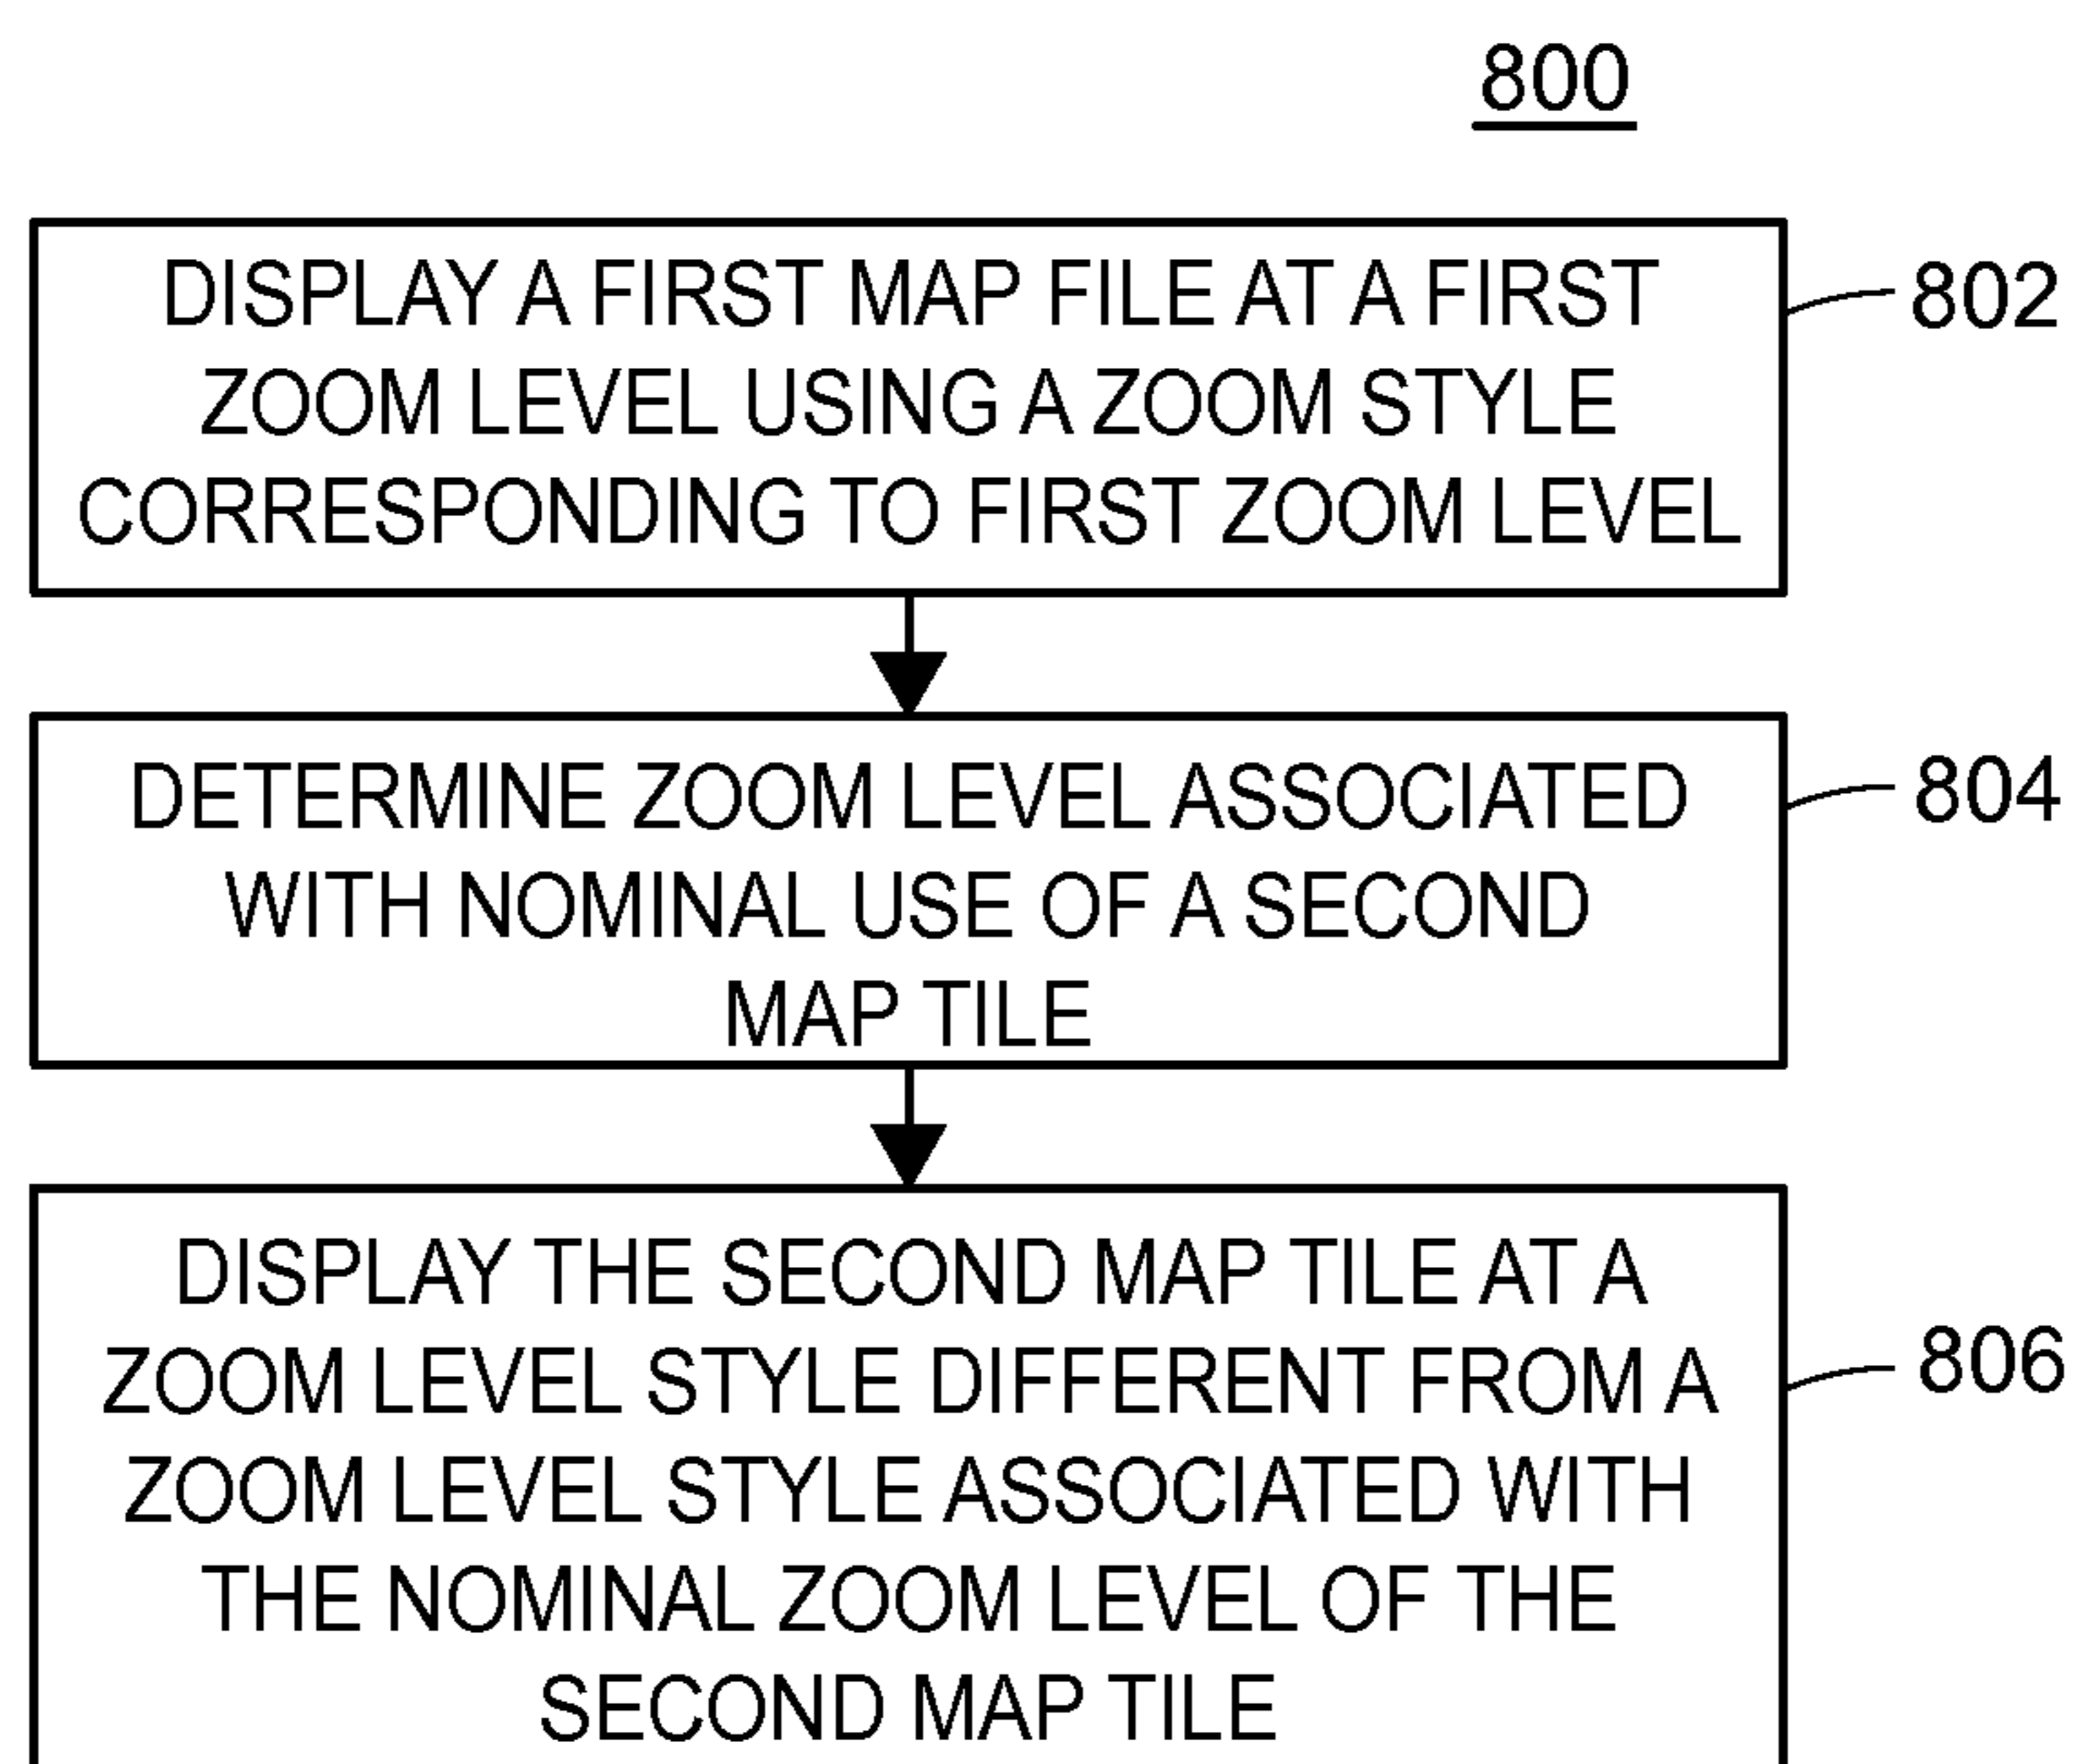 800
DISPLAY A FIRST MAP FILE AT A FIRST
ZOOM LEVEL USING A ZOOM STYLE
CORRESPONDING TO FIRST ZOOM LEVEL
802
DETERMINE ZOOM LEVEL ASSOCIATED
WITH NOMINAL USE OF A SECOND
MAP TILE
804
DISPLAY THE SECOND MAP TILE AT A
ZOOM LEVEL STYLE DIFFERENT FROM A
ZOOM LEVEL STYLE ASSOCIATED WITH
THE NOMINAL ZOOM LEVEL OF THE
SECOND MAP TILE
806